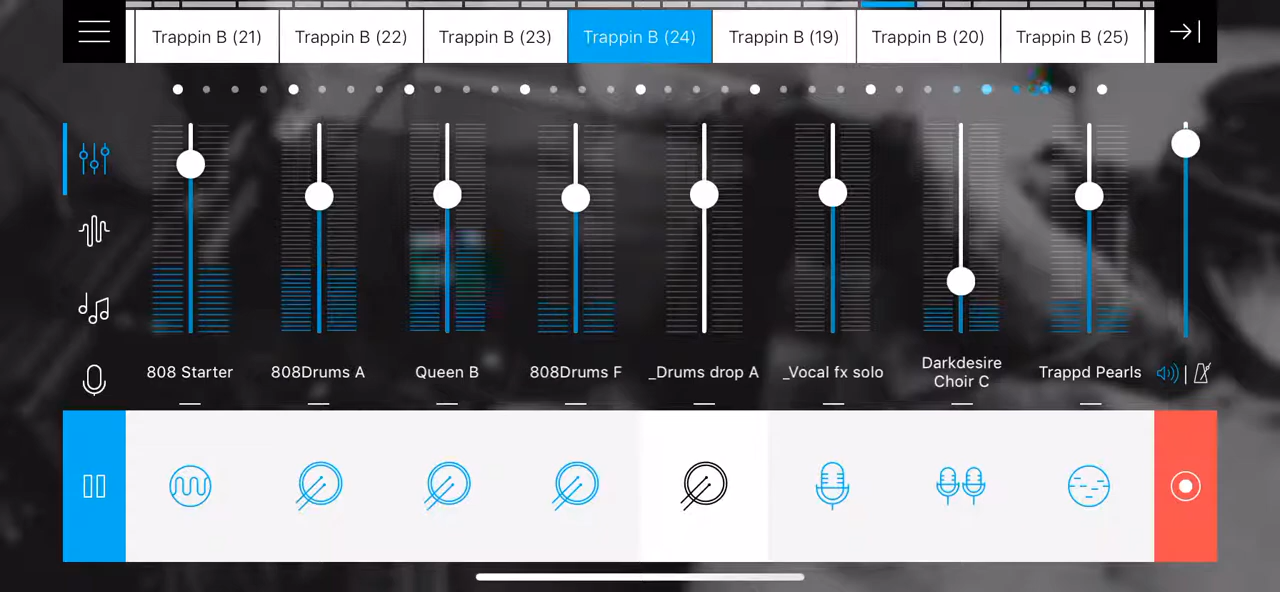 Trappin B (21)
Trappin B (22)
Trappin B (23)
Trappin B (24)
Trappin B (19)
Trappin B (20)
Trappin B (25)
808 Starter
808Drums A
Queen B
808Drums F
_Drums drop A
_Vocal fx solo
Darkdesire
Choir C
Trappd Pearls